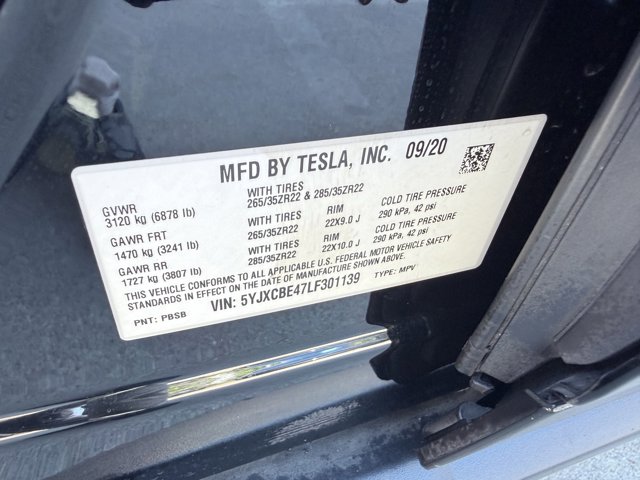 MFD BY TESLA, INC. 09/20
GVWR WITH TIRES
3120 kg (6878 lb) 265/35ZR22 & 285/35ZR22
GAWR FRT WITH TIRES RIM COLD TIRE PRESSURE
1470 kg (3241 lb) 265/35ZR22 22X9.0 J 290 kPa, 42 psi
GAWR RR WITH TIRES RIM COLD TIRE PRESSURE
1727 kg (3807 lb) 285/35ZR22 22X10.0 J 290 kPa, 42 psi
THIS VEHICLE CONFORMS TO ALL APPLICABLE U.S. FEDERAL MOTOR VEHICLE SAFETY
STANDARDS IN EFFECT ON THE DATE OF MANUFACTURE SHOWN ABOVE.
VIN: 5YJXCBE47LF301139 TYPE: MPV
PNT: PBSB